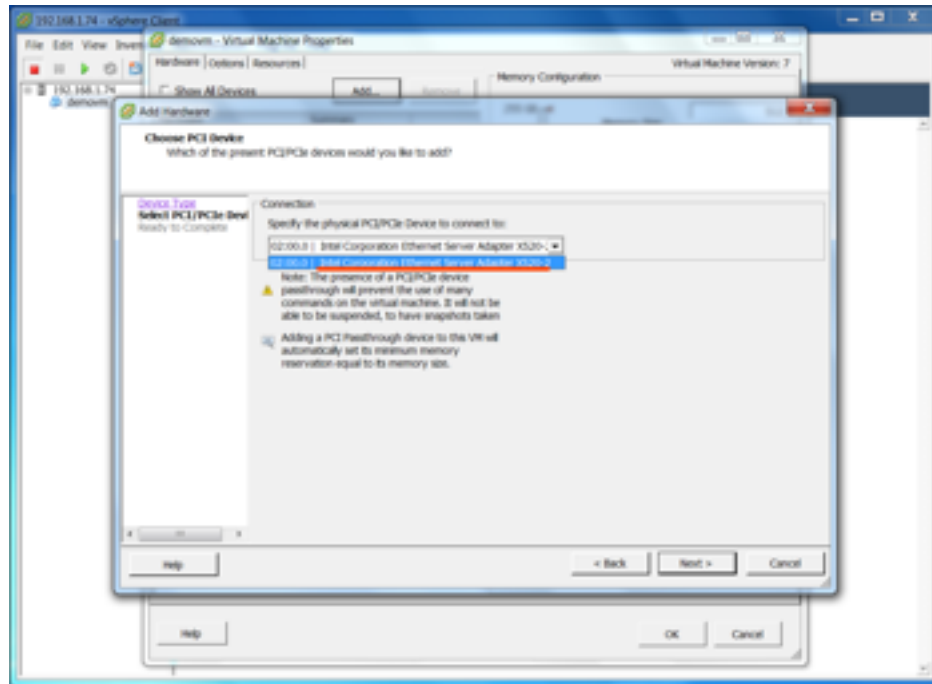 192.168.1.74 - vSphere Client
File Edit View Inven
demovm - Virtual Machine Properties
Hardware Options Resources
Virtual Machine Version: 7
Show All Devices
Add...
Remove
Memory Configuration
192.168.1.74
demovm
Summary
Add Hardware
Choose PCI Device
Which of the present PCI/PCIe devices would you like to add?
Device Type
Select PCI/PCIe Devi
Ready to Complete
Connection
Specify the physical PCI/PCIe Device to connect to:
02:00.0 | Intel Corporation Ethernet Server Adapter X520-
02:00.0 | Intel Corporation Ethernet Server Adapter X520-2
Note: The presence of a PCI/PCIe device
passthrough will prevent the use of many
commands on the virtual machine. It will not be
able to be suspended, to have snapshots taken
Adding a PCI Passthrough device to this VM will
automatically set its minimum memory
reservation equal to its memory size.
Help
< Back
Next >
Cancel
Help
OK
Cancel